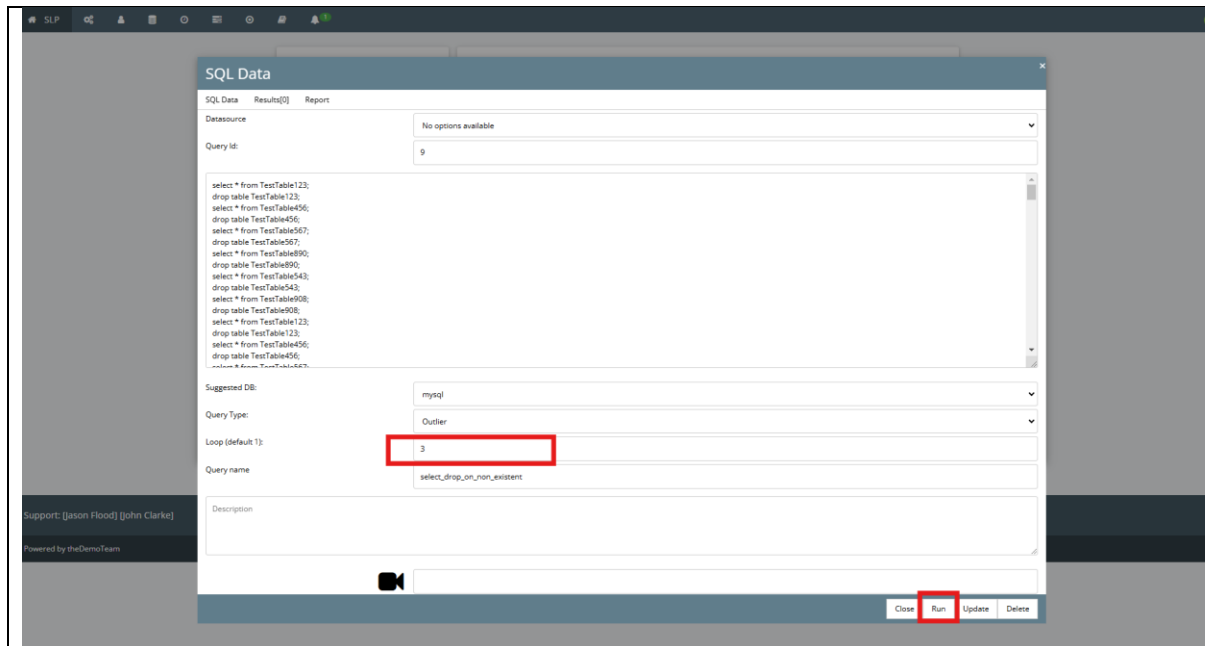 SLP
1
SQL Data
×
SQL Data Results[0] Report
Datasource
No options available
Query Id:
9
select * from TestTable123;
drop table TestTable123;
select * from TestTable456;
drop table TestTable456;
select * from TestTable567;
drop table TestTable567;
select * from TestTable890;
drop table TestTable890;
select * from TestTable543;
drop table TestTable543;
select * from TestTable908;
drop table TestTable908;
select * from TestTable123;
drop table TestTable123;
select * from TestTable456;
drop table TestTable456;
select * from TestTable567;
Suggested DB:
mysql
Query Type:
Outlier
Loop (default 1):
3
Query name
select_drop_on_non_existent
Description
Support: [Jason Flood] [John Clarke]
Powered by theDemoTeam
Close Run Update Delete